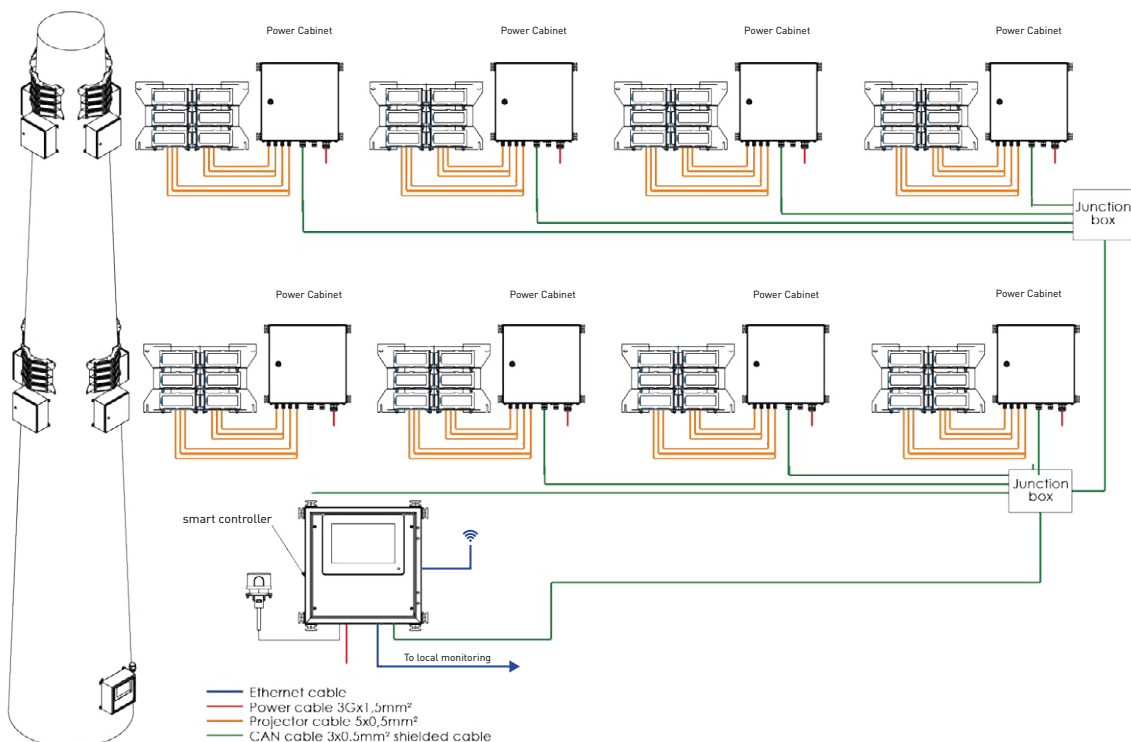 Power Cabinet
Power Cabinet
Power Cabinet
Power Cabinet
Junction
box
Power Cabinet
Power Cabinet
Power Cabinet
Power Cabinet
Junction
box
smart controller
To local monitoring
Ethernet cable
Power cable 3Gx1,5mm²
Projector cable 5x0,5mm²
CAN cable 3x0.5mm² shielded cable